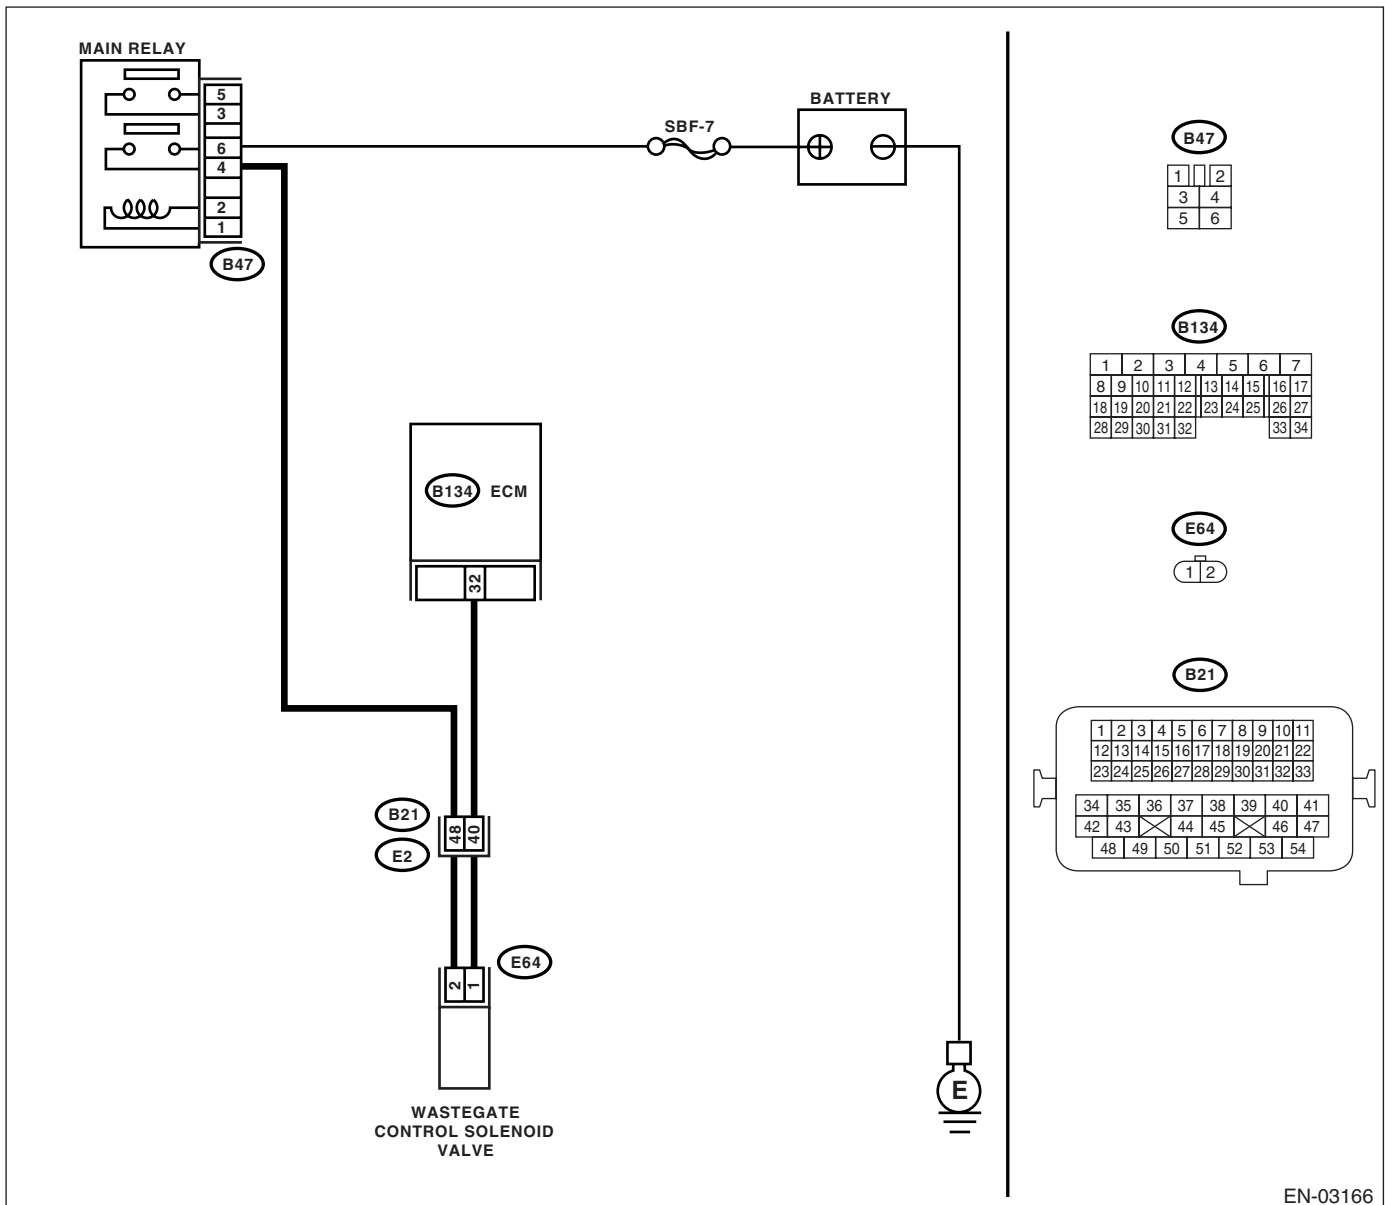 MAIN RELAY
5
3
6
4
2
1
B47
SBF-7
BATTERY
B134 ECM
32
B21
E2
48 40
E64
2 1
WASTEGATE
CONTROL SOLENOID
VALVE
E
B47
1 2
3 4
5 6
B134
1 2 3 4 5 6 7
8 9 10 11 12 13 14 15 16 17
18 19 20 21 22 23 24 25 26 27
28 29 30 31 32 33 34
E64
1 2
B21
1 2 3 4 5 6 7 8 9 10 11
12 13 14 15 16 17 18 19 20 21 22
23 24 25 26 27 28 29 30 31 32 33
34 35 36 37 38 39 40 41
42 43 44 45 46 47
48 49 50 51 52 53 54
EN-03166